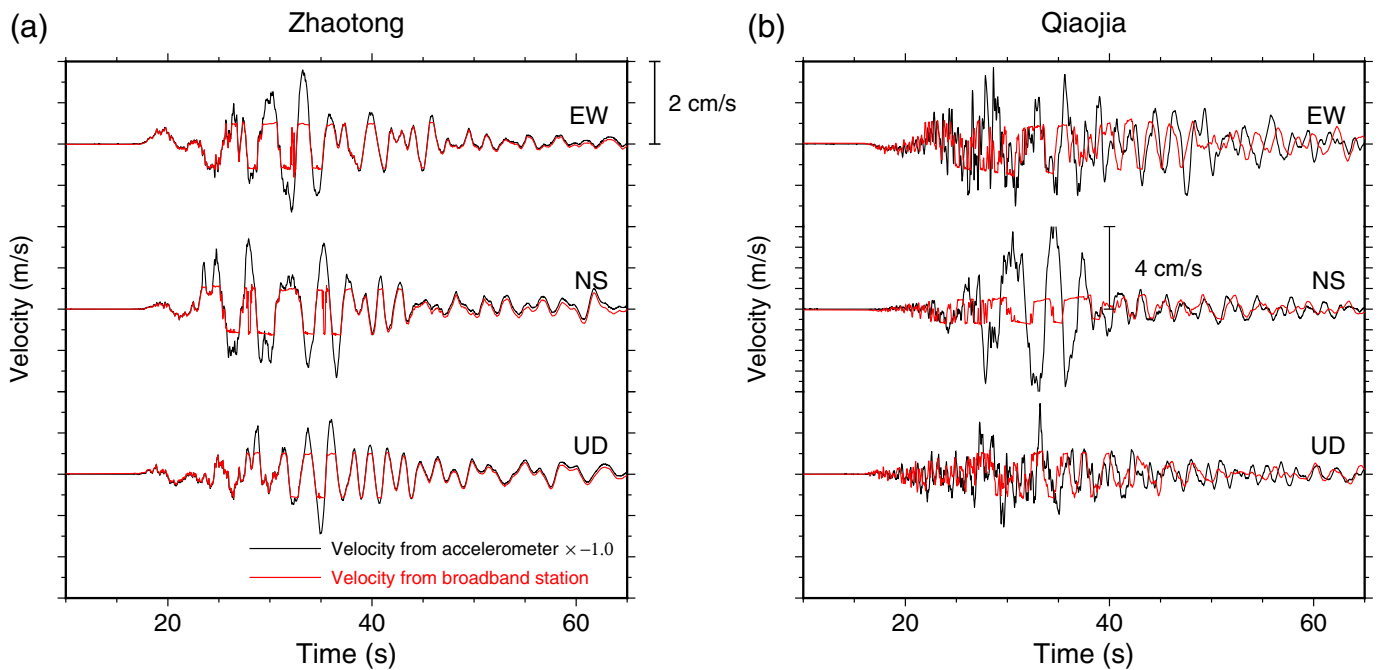 (a)
Zhaotong
EW
2 cm/s
NS
UD
Velocity (m/s)
Velocity from accelerometer × −1.0
Velocity from broadband station
20
40
60
Time (s)
(b)
Qiaojia
EW
NS
4 cm/s
UD
Velocity (m/s)
20
40
60
Time (s)